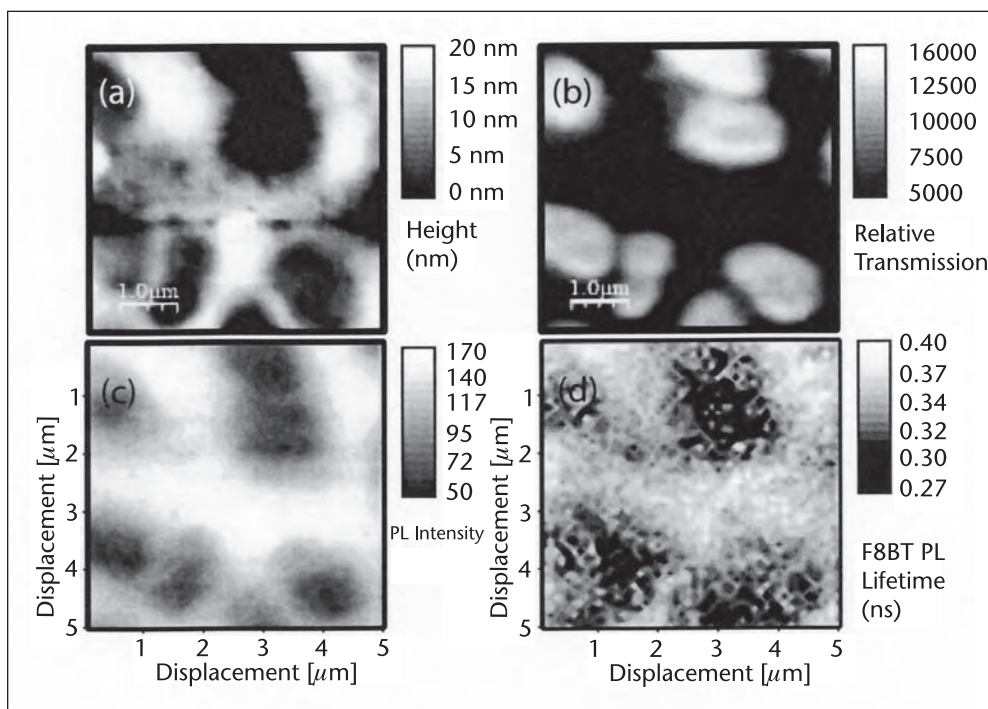 (a)
20 nm
15 nm
10 nm
5 nm
0 nm
Height
(nm)
1.0μm
(b)
16000
12500
10000
7500
5000
Relative
Transmission
1.0μm
(c)
1
2
3
4
5
Displacement [μm]
1 2 3 4 5
Displacement [μm]
170
140
117
95
72
50
PL Intensity
(d)
1
2
3
4
5
Displacement [μm]
1 2 3 4 5
Displacement [μm]
0.40
0.37
0.34
0.32
0.30
0.27
F8BT PL
Lifetime
(ns)